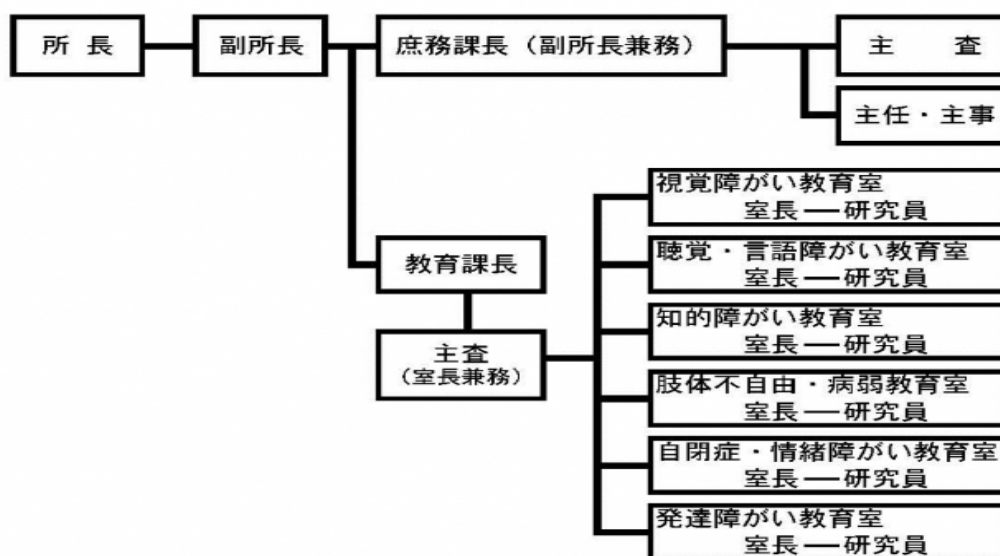 所長
副所長
庶務課長（副所長兼務）
主　　査
主任・主事
教育課長
主査
（室長兼務）
視覚障がい教育室
室長──研究員
聴覚・言語障がい教育室
室長──研究員
知的障がい教育室
室長──研究員
肢体不自由・病弱教育室
室長──研究員
自閉症・情緒障がい教育室
室長──研究員
発達障がい教育室
室長──研究員